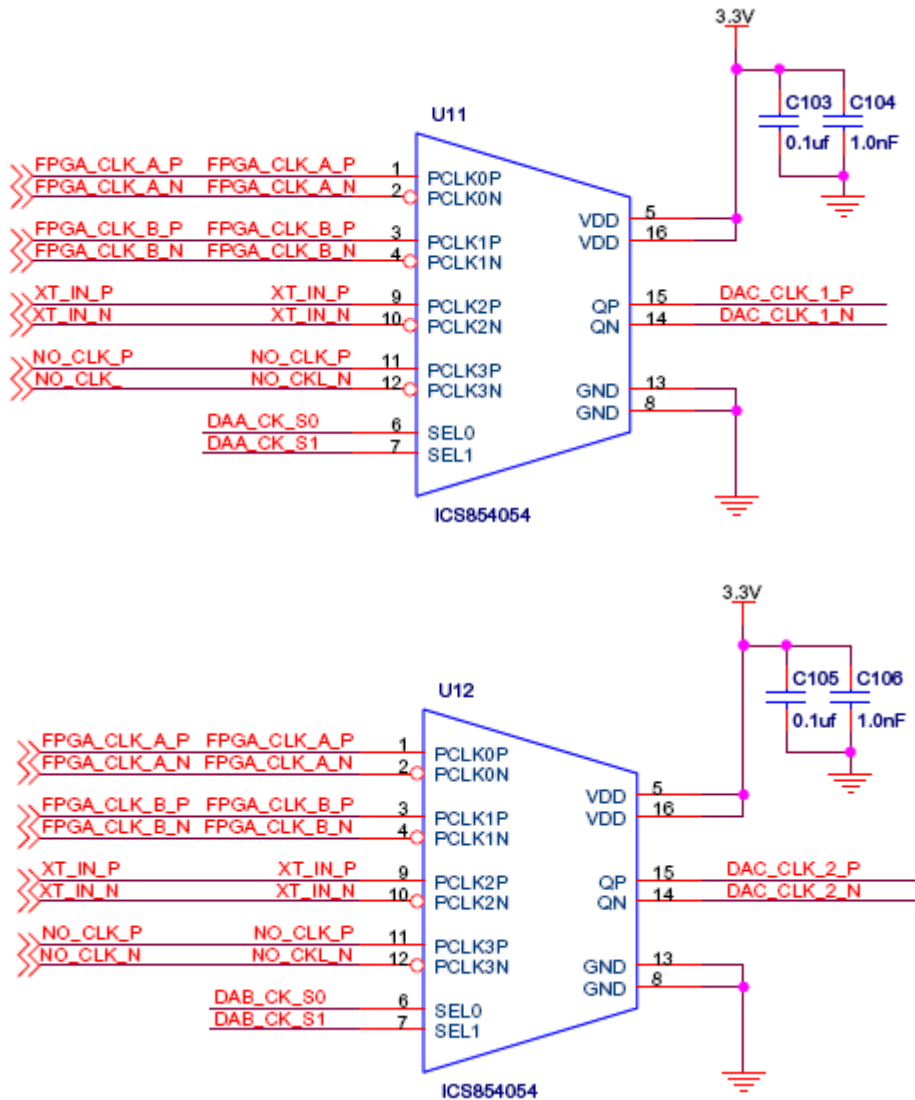 3.3V
C103 C104
0.1uf 1.0nF
U11
FPGA_CLK_A_P FPGA_CLK_A_P 1 PCLK0P
FPGA_CLK_A_N FPGA_CLK_A_N 2 PCLK0N
VDD 5
VDD 16
FPGA_CLK_B_P FPGA_CLK_B_P 3 PCLK1P
FPGA_CLK_B_N FPGA_CLK_B_N 4 PCLK1N
XT_IN_P XT_IN_P 9 PCLK2P QP 15 DAC_CLK_1_P
XT_IN_N XT_IN_N 10 PCLK2N QN 14 DAC_CLK_1_N
NO_CLK_P NO_CLK_P 11 PCLK3P
NO_CLK_ NO_CKL_N 12 PCLK3N GND 13
GND 8
DAA_CK_S0 6 SEL0
DAA_CK_S1 7 SEL1
ICS854054
3.3V
C105 C106
0.1uf 1.0nF
U12
FPGA_CLK_A_P FPGA_CLK_A_P 1 PCLK0P
FPGA_CLK_A_N FPGA_CLK_A_N 2 PCLK0N
VDD 5
VDD 16
FPGA_CLK_B_P FPGA_CLK_B_P 3 PCLK1P
FPGA_CLK_B_N FPGA_CLK_B_N 4 PCLK1N
XT_IN_P XT_IN_P 9 PCLK2P QP 15 DAC_CLK_2_P
XT_IN_N XT_IN_N 10 PCLK2N QN 14 DAC_CLK_2_N
NO_CLK_P NO_CLK_P 11 PCLK3P
NO_CLK_N NO_CKL_N 12 PCLK3N GND 13
GND 8
DAB_CK_S0 6 SEL0
DAB_CK_S1 7 SEL1
ICS854054